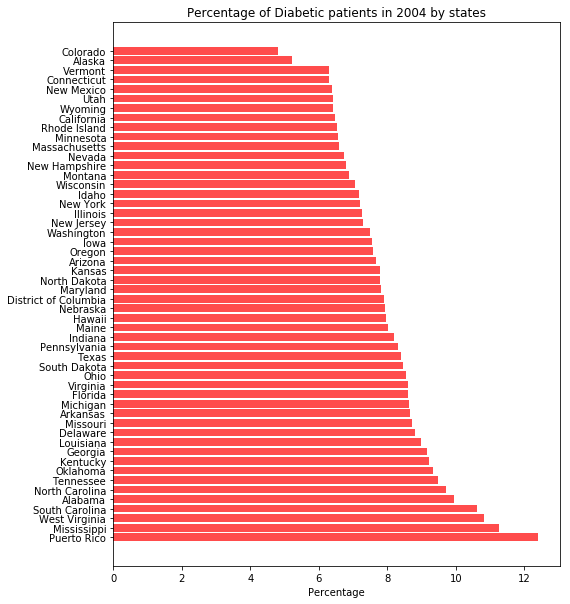 Percentage of Diabetic patients in 2004 by states
Colorado
Alaska
Vermont
Connecticut
New Mexico
Utah
Wyoming
California
Rhode Island
Minnesota
Massachusetts
Nevada
New Hampshire
Montana
Wisconsin
Idaho
New York
Illinois
New Jersey
Washington
Iowa
Oregon
Arizona
Kansas
North Dakota
Maryland
District of Columbia
Nebraska
Hawaii
Maine
Indiana
Pennsylvania
Texas
South Dakota
Ohio
Virginia
Florida
Michigan
Arkansas
Missouri
Delaware
Louisiana
Georgia
Kentucky
Oklahoma
Tennessee
North Carolina
Alabama
South Carolina
West Virginia
Mississippi
Puerto Rico
0 2 4 6 8 10 12
Percentage